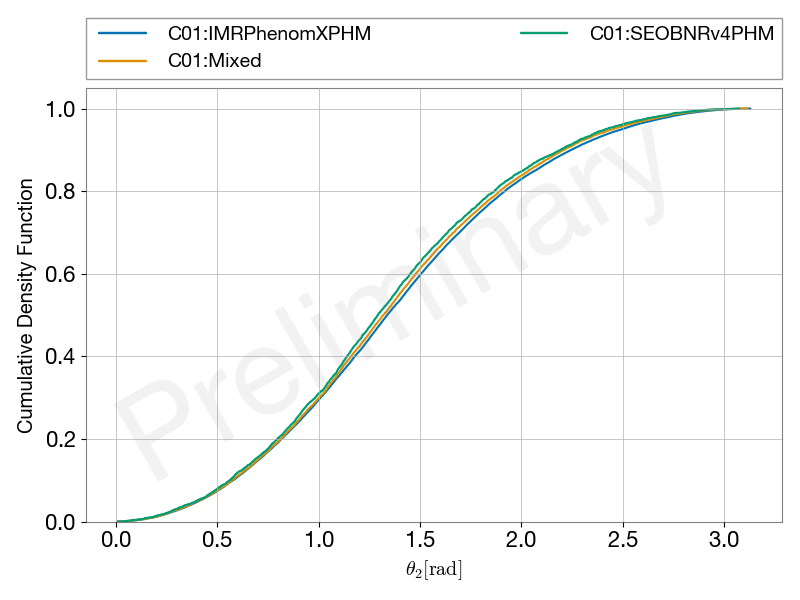 C01:IMRPhenomXPHM C01:SEOBNRv4PHM
C01:Mixed
1.0
0.8
0.6
0.4
0.2
0.0
Cumulative Density Function
Preliminary
0.0 0.5 1.0 1.5 2.0 2.5 3.0
θ₂[rad]